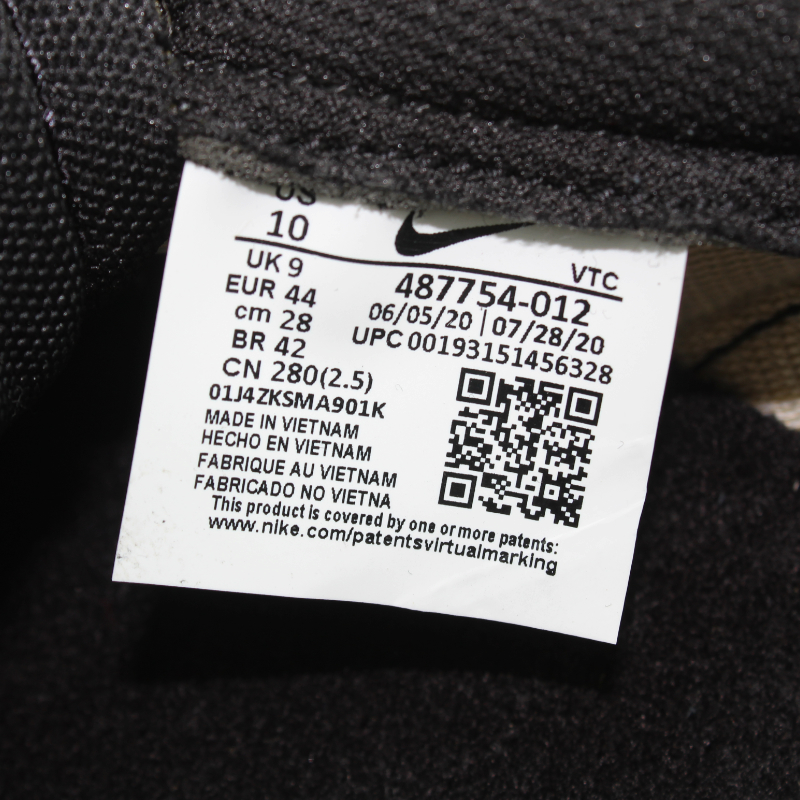 US
10
VTC
UK 9
487754-012
EUR 44
06/05/20 | 07/28/20
cm 28
UPC 00193151456328
BR 42
CN 280(2.5)
01J4ZKSMA901K
MADE IN VIETNAM
HECHO EN VIETNAM
FABRIQUE AU VIETNAM
FABRICADO NO VIETNA
This product is covered by one or more patents:
www.nike.com/patentsvirtualmarking